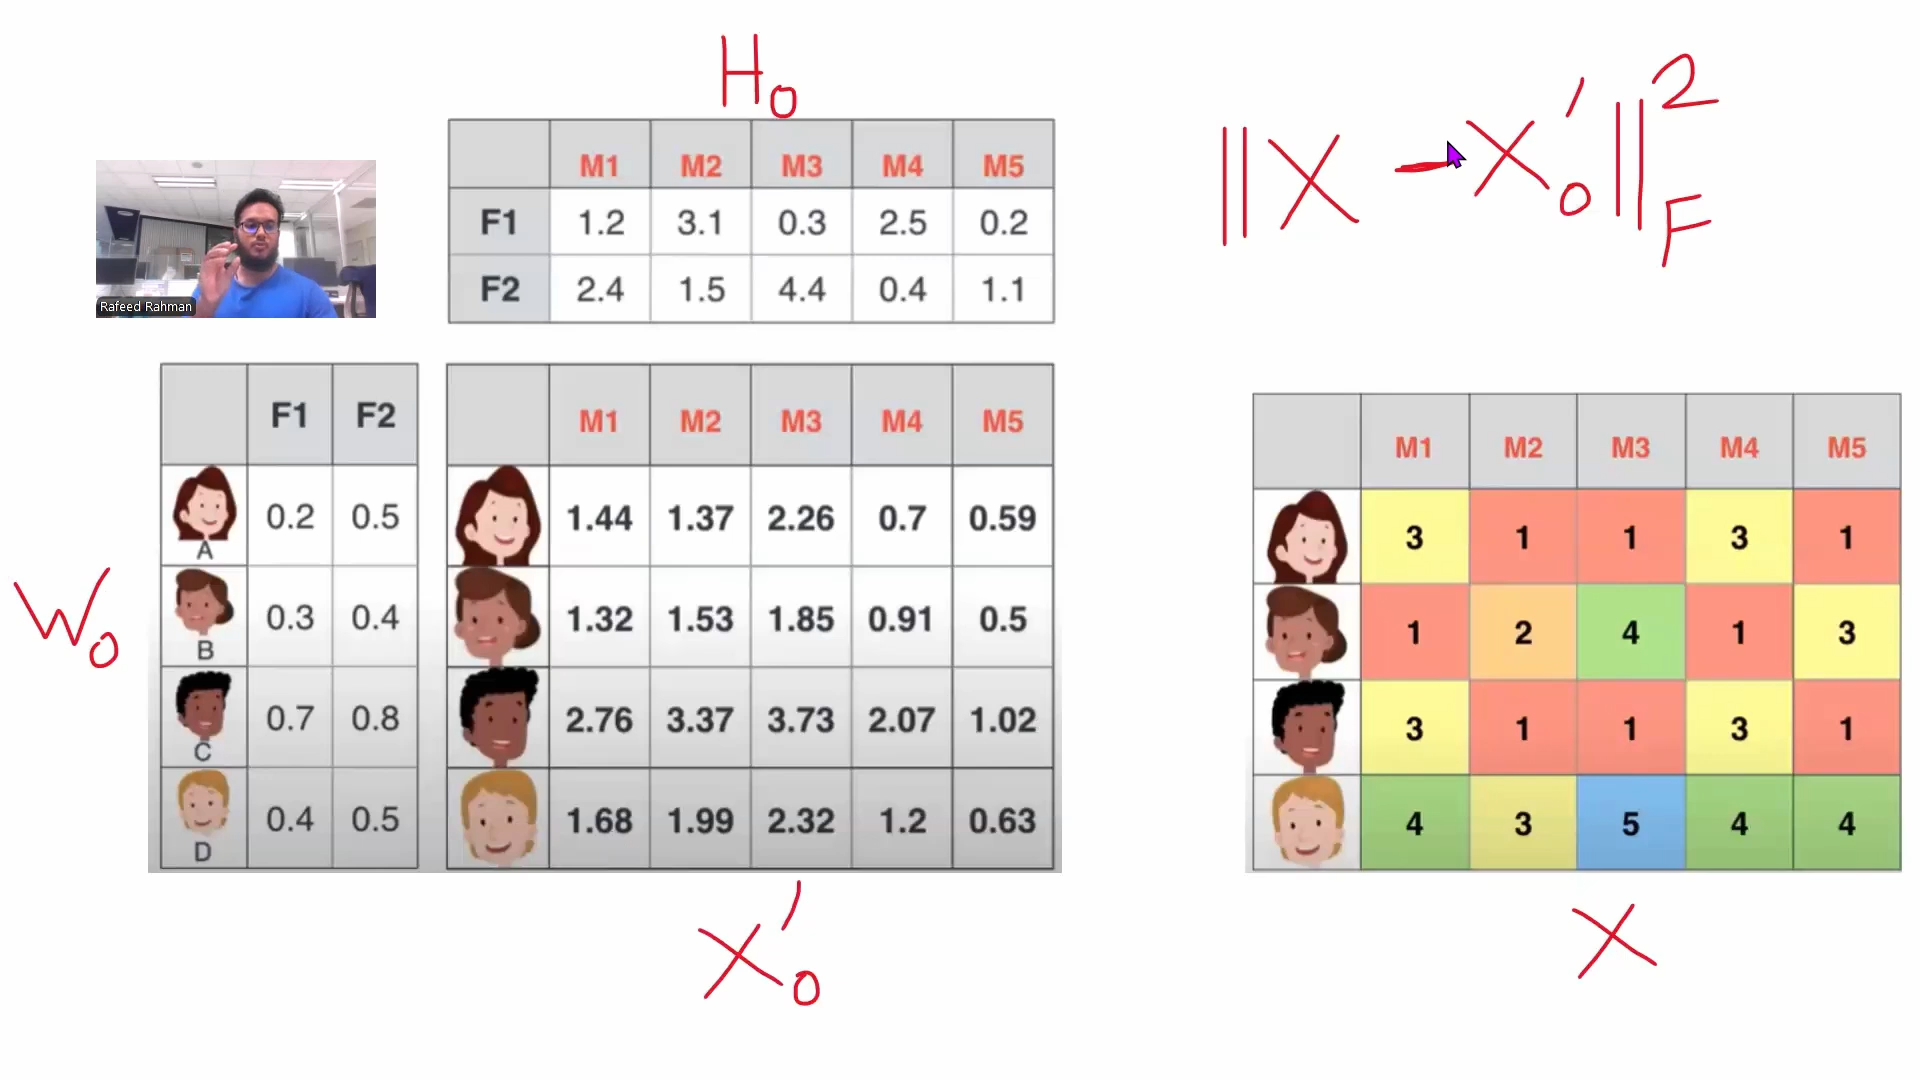 H₀
M1 M2 M3 M4 M5
F1 1.2 3.1 0.3 2.5 0.2
F2 2.4 1.5 4.4 0.4 1.1
||X - X₀'||²F
Rafeed Rahman
W₀
F1 F2
A 0.2 0.5
B 0.3 0.4
C 0.7 0.8
D 0.4 0.5
M1 M2 M3 M4 M5
1.44 1.37 2.26 0.7 0.59
1.32 1.53 1.85 0.91 0.5
2.76 3.37 3.73 2.07 1.02
1.68 1.99 2.32 1.2 0.63
X₀'
M1 M2 M3 M4 M5
3 1 1 3 1
1 2 4 1 3
3 1 1 3 1
4 3 5 4 4
X